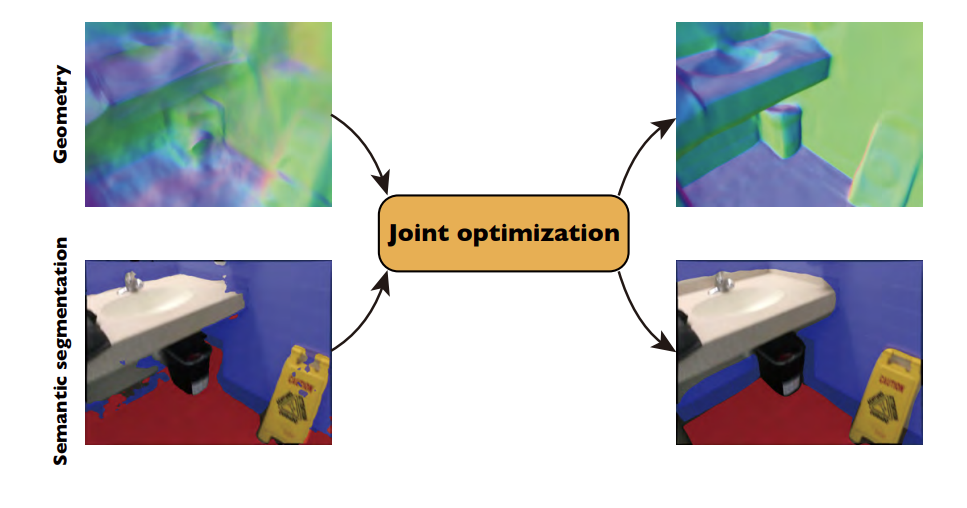 Geometry
Joint optimization
Semantic segmentation
CAUTION
CAUTION